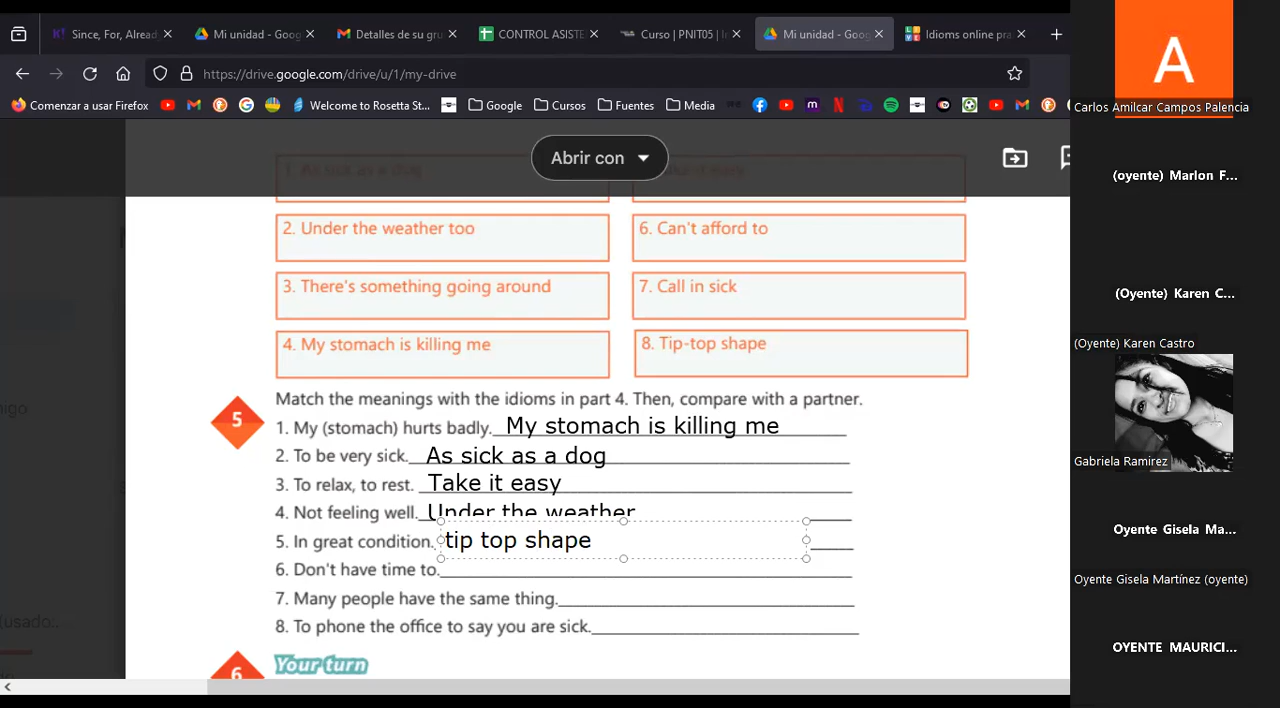 Since, For, Alread
Mi unidad - Goog
Detalles de su gru
CONTROL ASISTE
Curso | PNIT05 | I
Mi unidad - Goog
Idioms online pra
https://drive.google.com/drive/u/1/my-drive
Comenzar a usar Firefox
Welcome to Rosetta St...
Google
Cursos
Fuentes
Media
Abrir con
1. As sick as a dog
2. Under the weather too
6. Can't afford to
3. There's something going around
7. Call in sick
4. My stomach is killing me
8. Tip-top shape
5
Match the meanings with the idioms in part 4. Then, compare with a partner.
1. My (stomach) hurts badly. My stomach is killing me
2. To be very sick. As sick as a dog
3. To relax, to rest. Take it easy
4. Not feeling well. Under the weather
5. In great condition. tip top shape
6. Don't have time to.
7. Many people have the same thing.
8. To phone the office to say you are sick.
6
Your turn
A
Carlos Amilcar Campos Palencia
(oyente) Marlon F...
(Oyente) Karen C...
(Oyente) Karen Castro
Gabriela Ramirez
Oyente Gisela Ma...
Oyente Gisela Martínez (oyente)
OYENTE MAURICI...